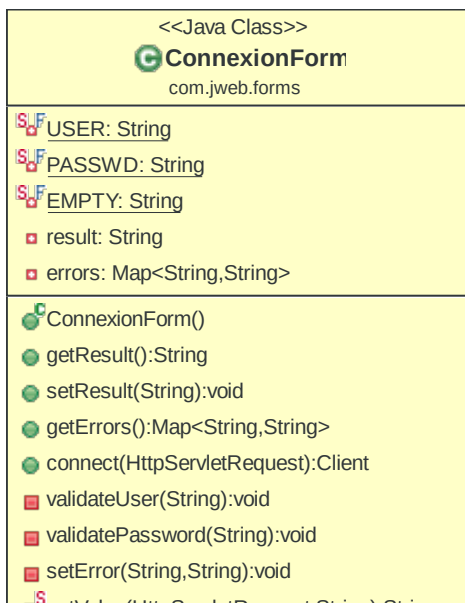 <<Java Class>>
C ConnexionForm
com.jweb.forms
S F USER: String
S F PASSWD: String
S F EMPTY: String
result: String
errors: Map<String,String>
C ConnexionForm()
getResult():String
setResult(String):void
getErrors():Map<String,String>
connect(HttpServletRequest):Client
validateUser(String):void
validatePassword(String):void
setError(String,String):void
S